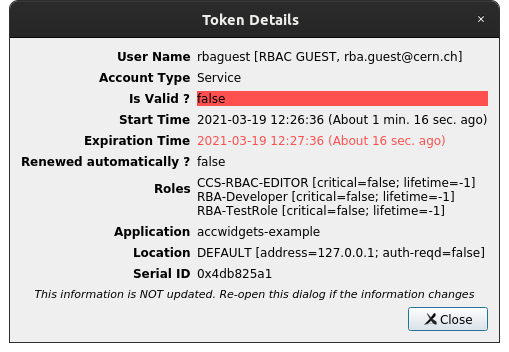 Token Details
×
User Name rbaguest [RBAC GUEST, rba.guest@cern.ch]
Account Type Service
Is Valid ? false
Start Time 2021-03-19 12:26:36 (About 1 min. 16 sec. ago)
Expiration Time 2021-03-19 12:27:36 (About 16 sec. ago)
Renewed automatically ? false
Roles CCS-RBAC-EDITOR [critical=false; lifetime=-1]
RBA-Developer [critical=false; lifetime=-1]
RBA-TestRole [critical=false; lifetime=-1]
Application accwidgets-example
Location DEFAULT [address=127.0.0.1; auth-reqd=false]
Serial ID 0x4db825a1
This information is NOT updated. Re-open this dialog if the information changes
Close